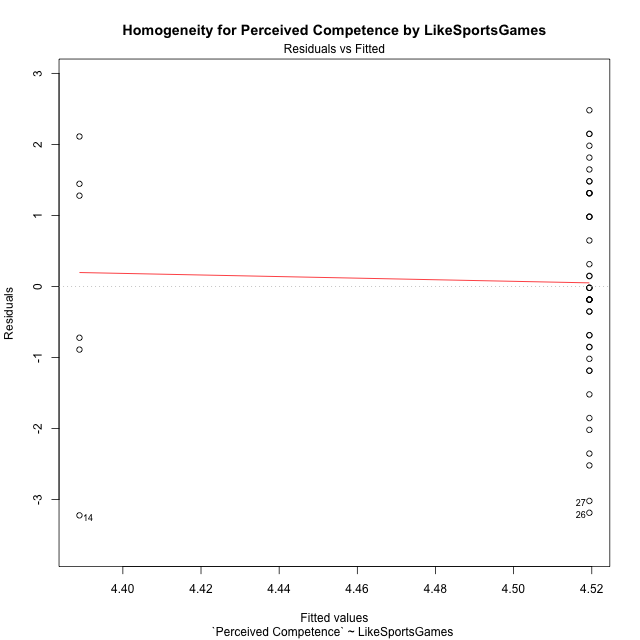 Homogeneity for Perceived Competence by LikeSportsGames
Residuals vs Fitted
3
2
1
0
-1
-2
-3
Residuals
14
27
26
4.40 4.42 4.44 4.46 4.48 4.50 4.52
Fitted values
`Perceived Competence` ~ LikeSportsGames